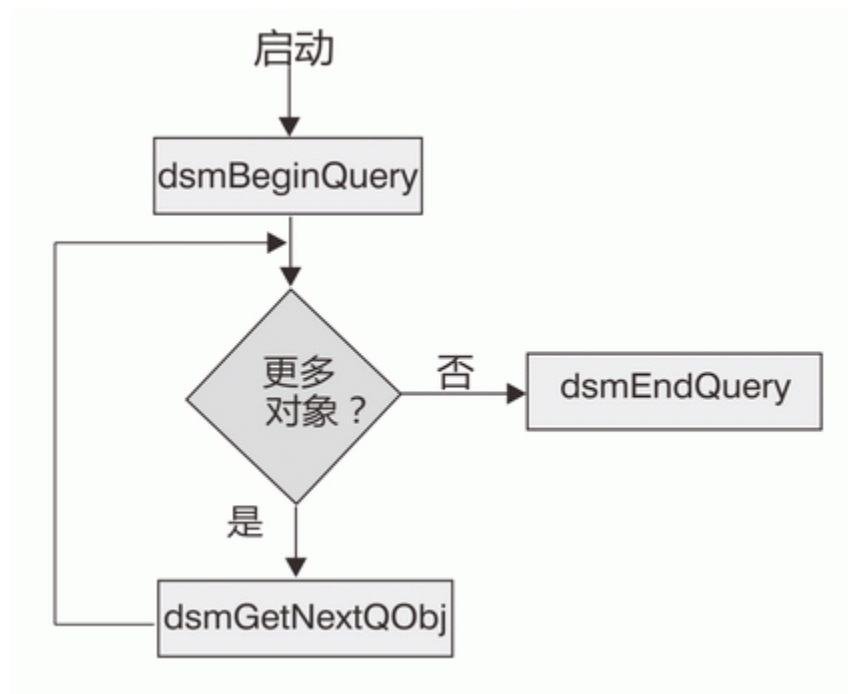 启动
dsmBeginQuery
更多
对象？
否
dsmEndQuery
是
dsmGetNextQObj